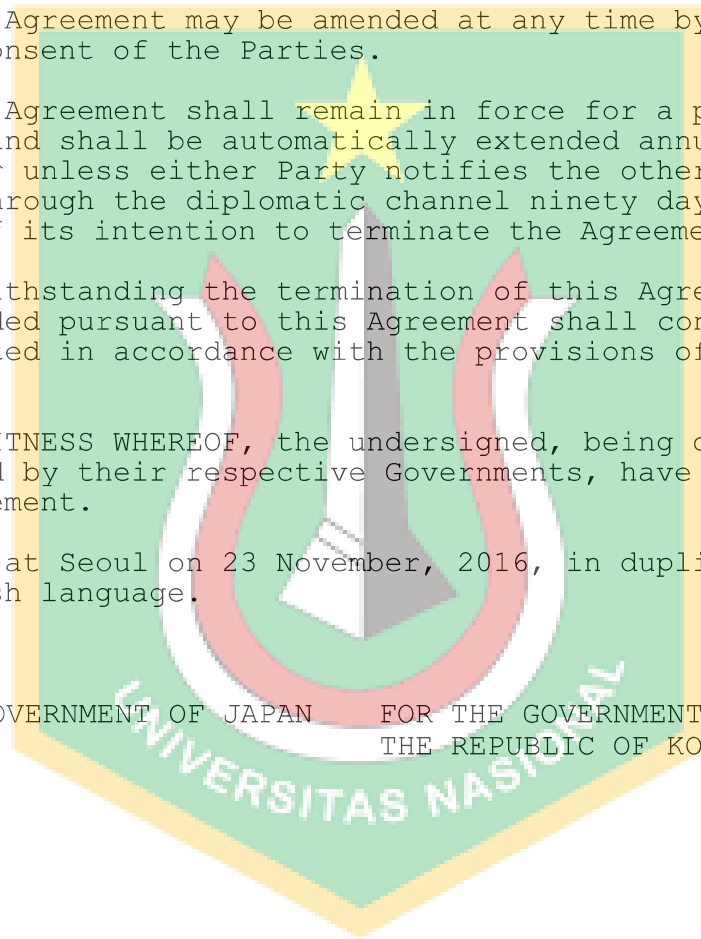 Agreement may be amended at any time by
onsent of the Parties.
Agreement shall remain in force for a p
and shall be automatically extended annu
r unless either Party notifies the other
hrough the diplomatic channel ninety day
f its intention to terminate the Agreeme
ithstanding the termination of this Agre
ded pursuant to this Agreement shall con
ted in accordance with the provisions of
ITNESS WHEREOF, the undersigned, being d
d by their respective Governments, have
ement.
at Seoul on 23 November, 2016, in dupli
sh language.
OVERNMENT OF JAPAN FOR THE GOVERNMENT
THE REPUBLIC OF KO
UNIVERSITAS NASIONAL